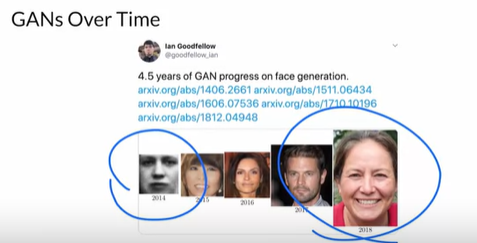 GANs Over Time
Ian Goodfellow
@goodfellow_ian
4.5 years of GAN progress on face generation.
arxiv.org/abs/1406.2661 arxiv.org/abs/1511.06434
arxiv.org/abs/1606.07536 arxiv.org/abs/1710.10196
arxiv.org/abs/1812.04948
2014 2015 2016 2017 2018